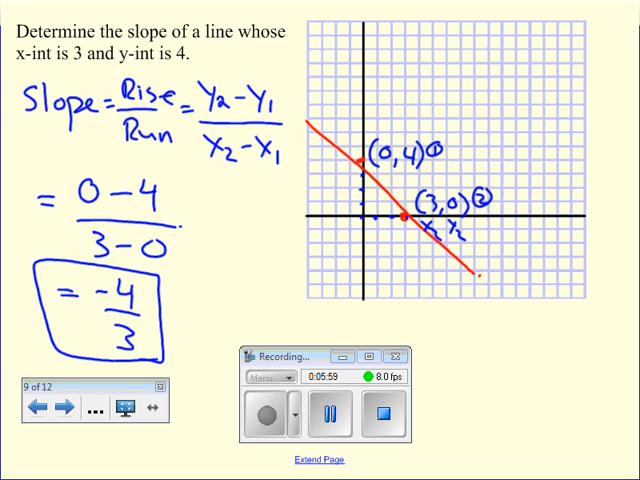 Determine the slope of a line whose
x-int is 3 and y-int is 4.
Slope = Rise/Run = Y2 - Y1 / X2 - X1
= 0 - 4 / 3 - 0
= -4/3
(0, 4) ①
(3, 0) ②
X2 Y2
9 of 12
...
Recording...
Menu
0:05:59
8.0 fps
Extend Page